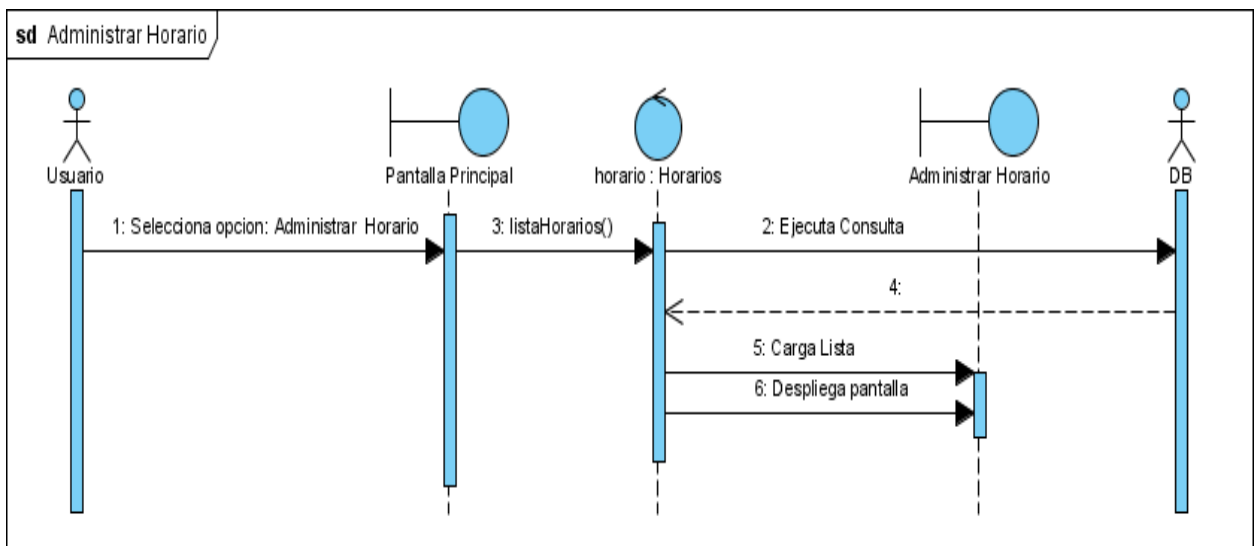 sd Administrar Horario
Usuario
Pantalla Principal
horario : Horarios
Administrar Horario
DB
1: Selecciona opcion: Administrar Horario
3: listaHorarios()
2: Ejecuta Consulta
4:
5: Carga Lista
6: Despliega pantalla